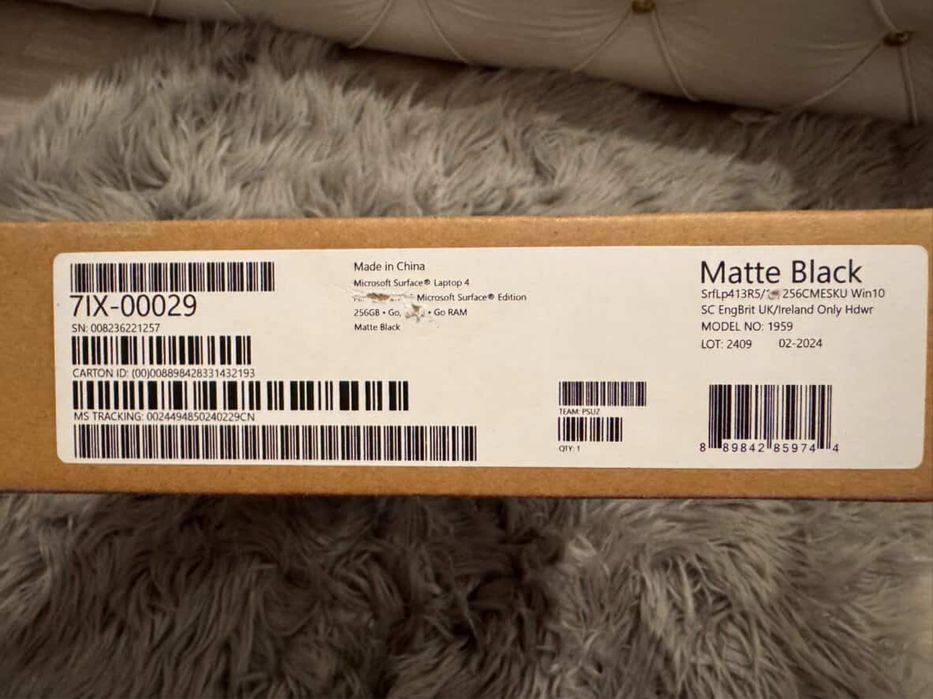 7IX-00029
SN: 008236221257
CARTON ID: (00)008898428331432193
MS TRACKING: 0024494850240229CN
Made in China
Microsoft Surface® Laptop 4
Microsoft Surface® Edition
256GB • Go, • Go RAM
Matte Black
TEAM: PSUZ
QTY: 1
Matte Black
SrfLp413R5/ 256CMESKU Win10
SC EngBrit UK/Ireland Only Hdwr
MODEL NO: 1959
LOT: 2409 02-2024
8 89842 85974 4